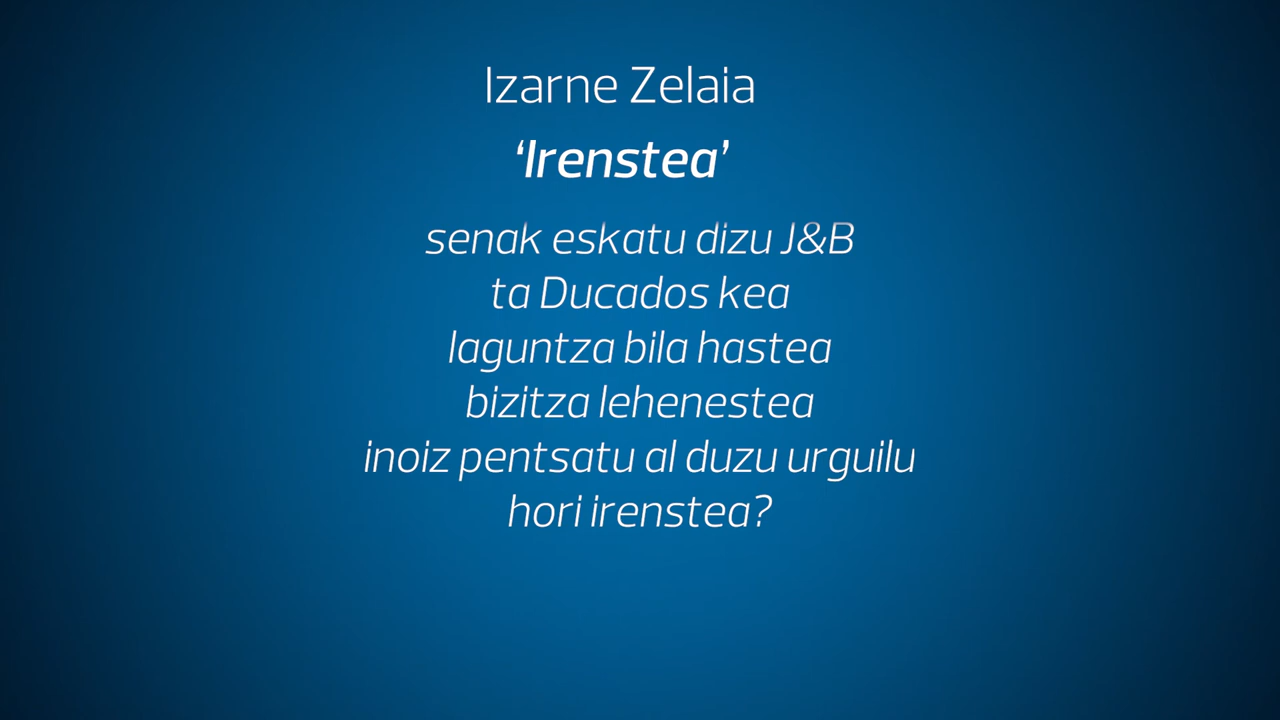 Izarne Zelaia
‘Irenstea’
senak eskatu dizu J&B
ta Ducados kea
laguntza bila hastea
bizitza lehenestea
inoiz pentsatu al duzu urguilu
hori irenstea?